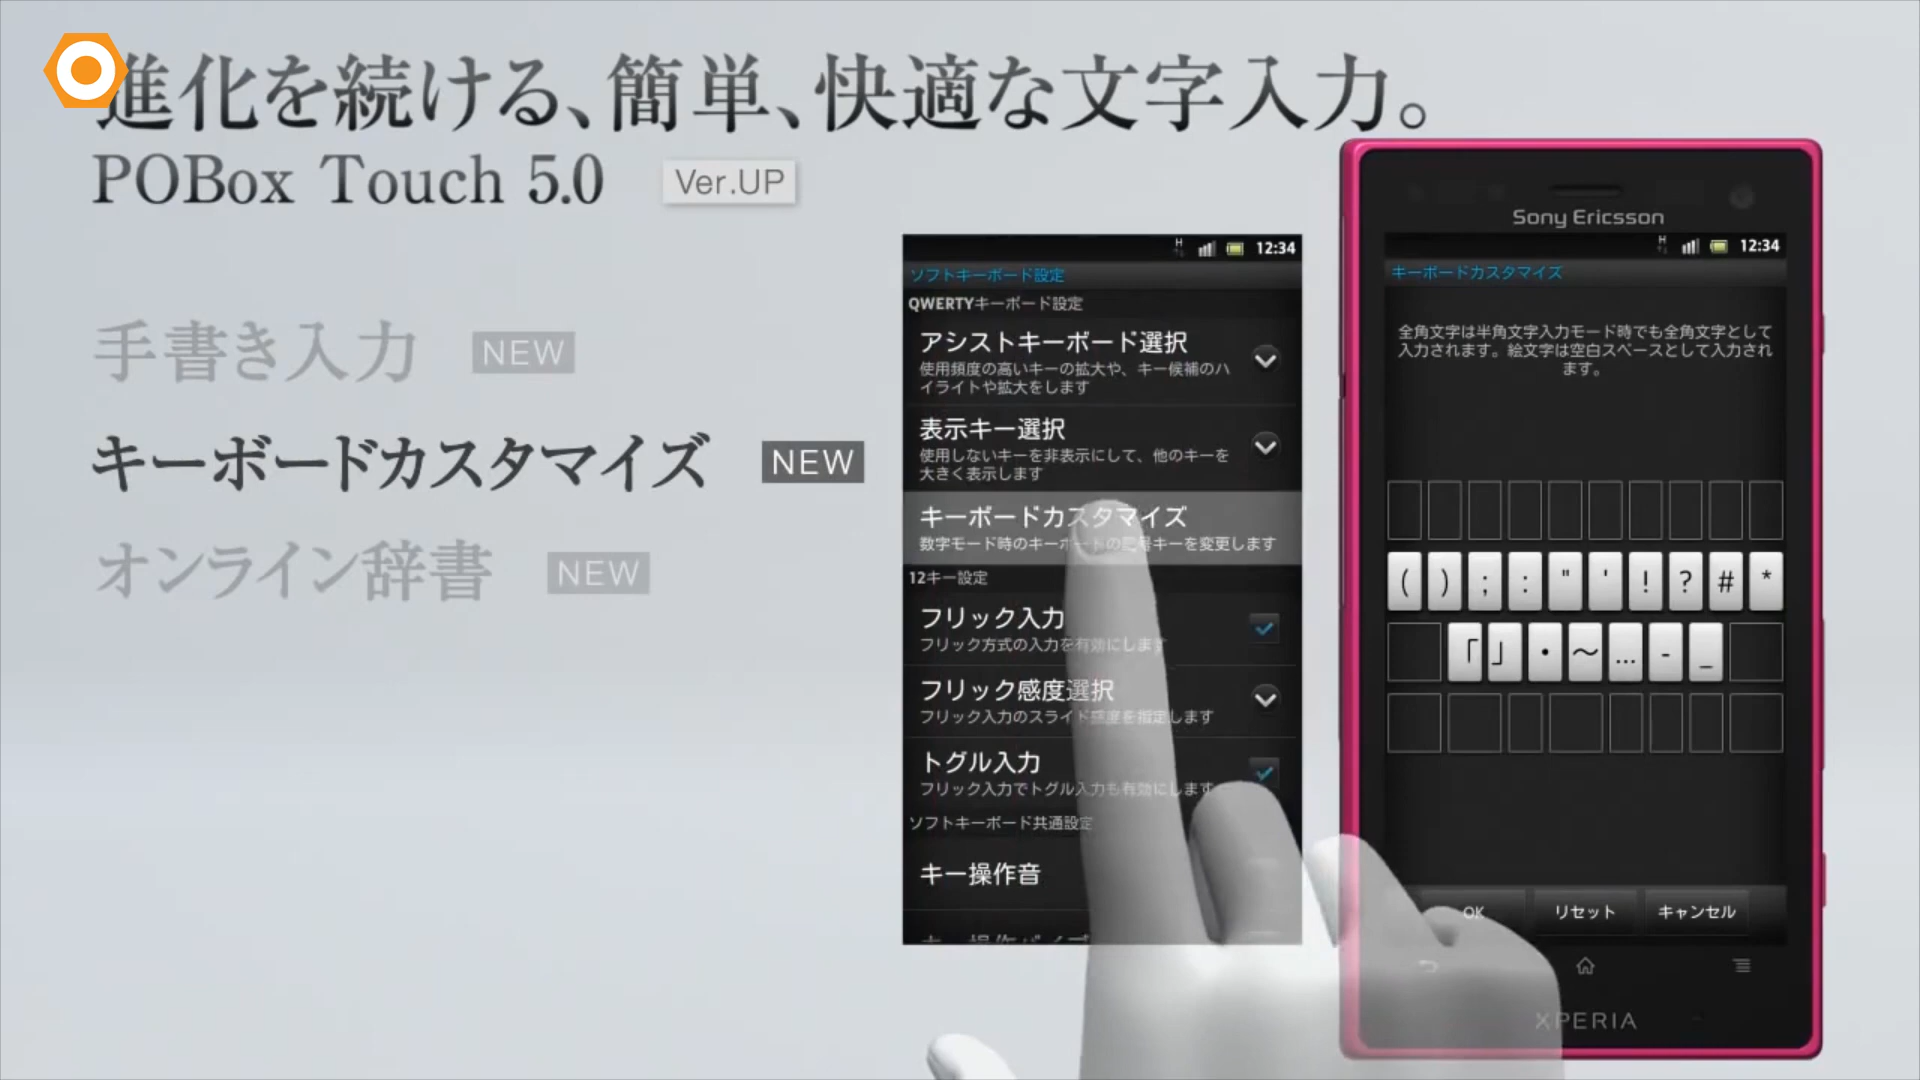 進化を続ける、簡単、快適な文字入力。
POBox Touch 5.0 Ver.UP
手書き入力 NEW
キーボードカスタマイズ NEW
オンライン辞書 NEW
H 12:34
ソフトキーボード設定
QWERTYキーボード設定
アシストキーボード選択
使用頻度の高いキーの拡大や、キー候補のハ
イライトや拡大をします
表示キー選択
使用しないキーを非表示にして、他のキーを
大きく表示します
キーボードカスタマイズ
数字モード時のキーボードの記号キーを変更します
12キー設定
フリック入力
フリック方式の入力を有効にします
フリック感度選択
フリック入力のスライド感度を指定します
トグル入力
フリック入力でトグル入力も有効にします
ソフトキーボード共通設定
キー操作音
Sony Ericsson
H 12:34
キーボードカスタマイズ
全角文字は半角文字入力モード時でも全角文字として
入力されます。絵文字は空白スペースとして入力され
ます。
( ) ; : " ' ! ? # *
「 」 ・ ～ … - _
OK リセット キャンセル
XPERIA